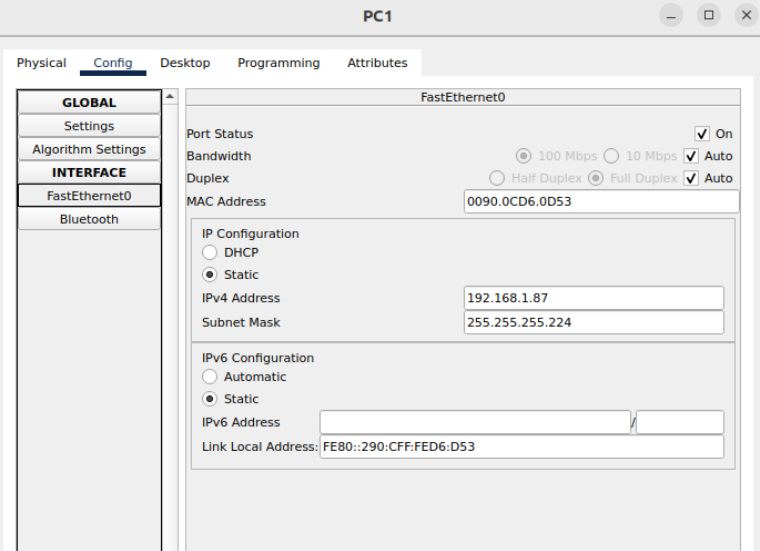 PC1
Physical Config Desktop Programming Attributes
GLOBAL
Settings
Algorithm Settings
INTERFACE
FastEthernet0
Bluetooth
FastEthernet0
Port Status On
Bandwidth 100 Mbps 10 Mbps Auto
Duplex Half Duplex Full Duplex Auto
MAC Address 0090.0CD6.0D53
IP Configuration
DHCP
Static
IPv4 Address 192.168.1.87
Subnet Mask 255.255.255.224
IPv6 Configuration
Automatic
Static
IPv6 Address /
Link Local Address: FE80::290:CFF:FED6:D53